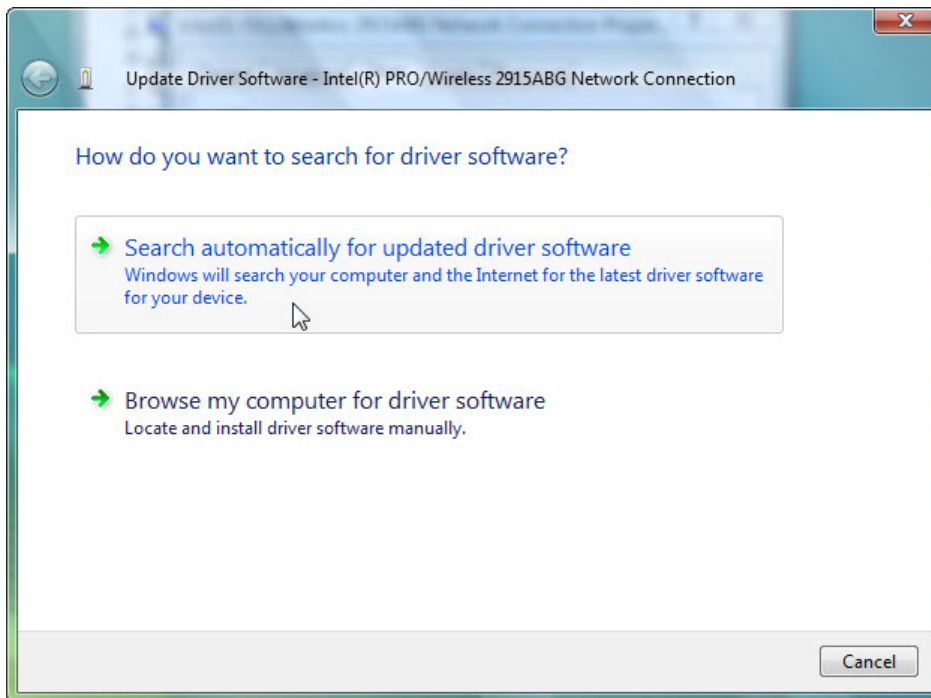 Update Driver Software - Intel(R) PRO/Wireless 2915ABG Network Connection
How do you want to search for driver software?
Search automatically for updated driver software
Windows will search your computer and the Internet for the latest driver software
for your device.
Browse my computer for driver software
Locate and install driver software manually.
Cancel